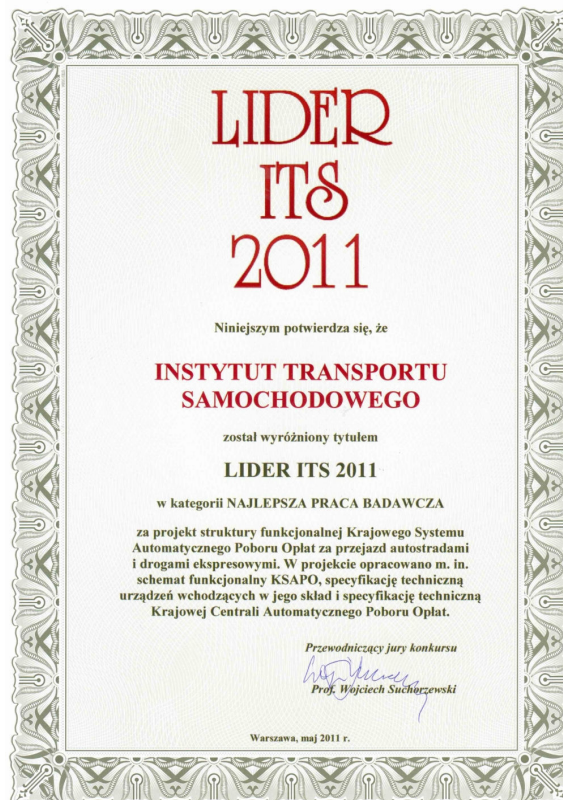 LIDER
ITS
2011
Niniejszym potwierdza się, że
INSTYTUT TRANSPORTU
SAMOCHODOWEGO
został wyróżniony tytułem
LIDER ITS 2011
w kategorii NAJLEPSZA PRACA BADAWCZA
za projekt struktury funkcjonalnej Krajowego Systemu
Automatycznego Poboru Opłat za przejazd autostradami
i drogami ekspresowymi. W projekcie opracowano m. in.
schemat funkcjonalny KSAPO, specyfikację techniczną
urządzeń wchodzących w jego skład i specyfikację techniczną
Krajowej Centrali Automatycznego Poboru Opłat.
Przewodniczący jury konkursu
Prof. Wojciech Suchorzewski
Warszawa, maj 2011 r.